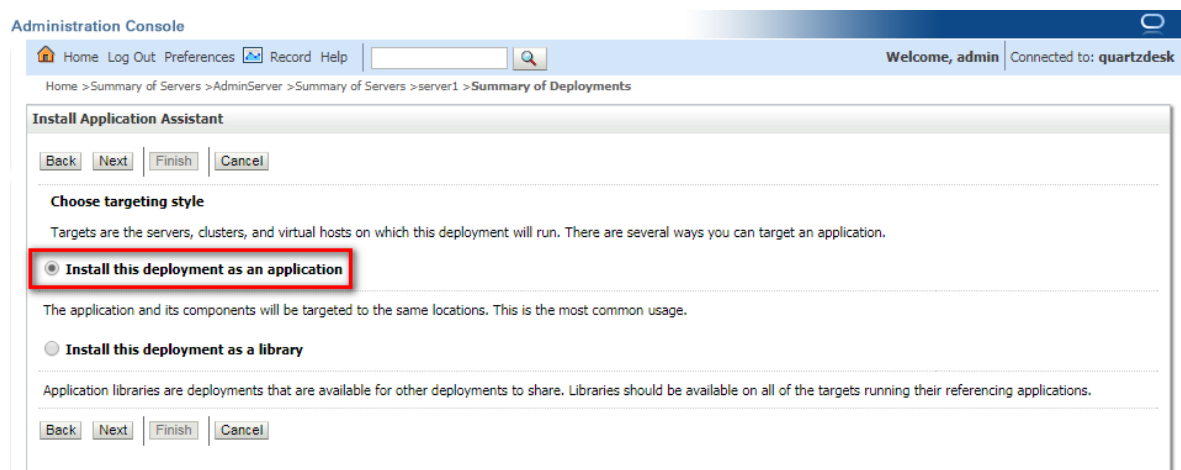 Administration Console
Home Log Out Preferences Record Help
Welcome, admin Connected to: quartzdesk
Home >Summary of Servers >AdminServer >Summary of Servers >server1 >Summary of Deployments
Install Application Assistant
Back Next Finish Cancel
Choose targeting style
Targets are the servers, clusters, and virtual hosts on which this deployment will run. There are several ways you can target an application.
Install this deployment as an application
The application and its components will be targeted to the same locations. This is the most common usage.
Install this deployment as a library
Application libraries are deployments that are available for other deployments to share. Libraries should be available on all of the targets running their referencing applications.
Back Next Finish Cancel